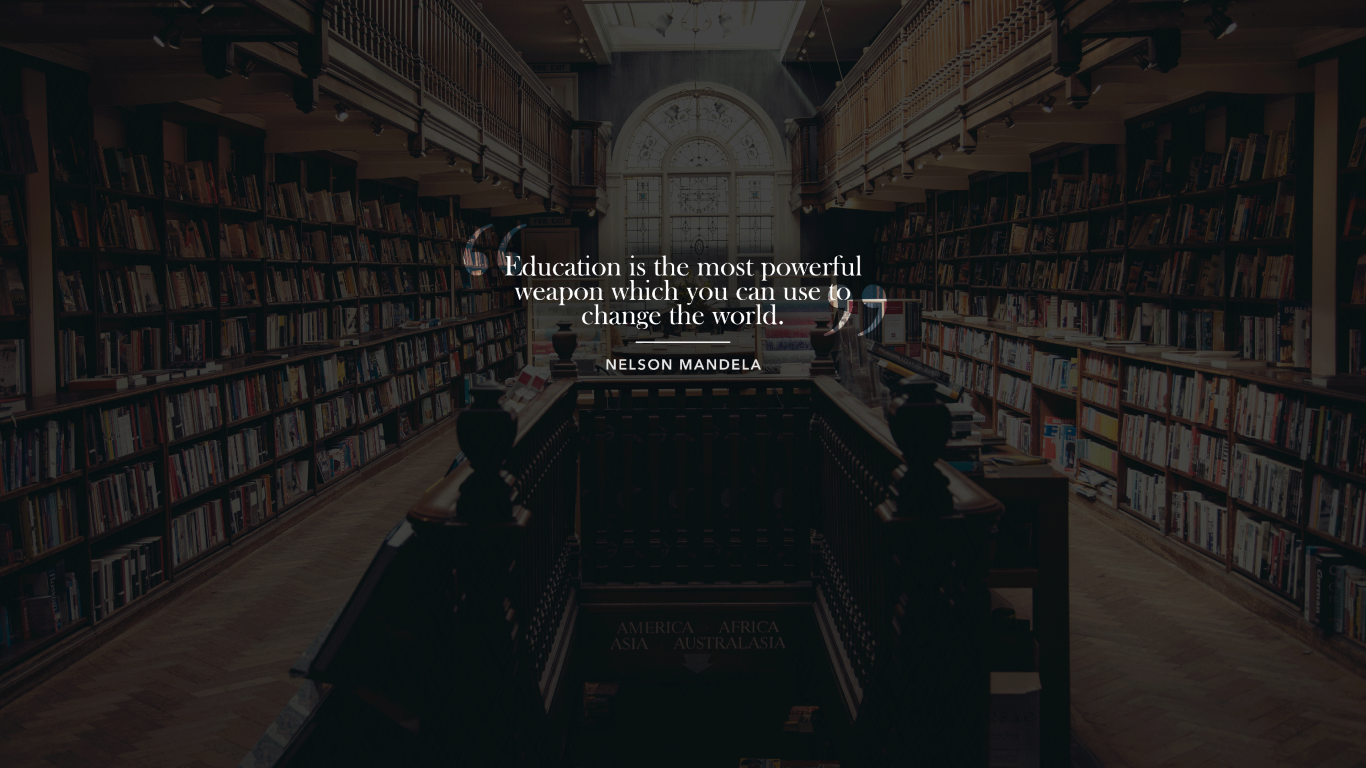 “Education is the most powerful
weapon which you can use to
change the world.”
NELSON MANDELA
AMERICA AFRICA
ASIA AUSTRALASIA
German